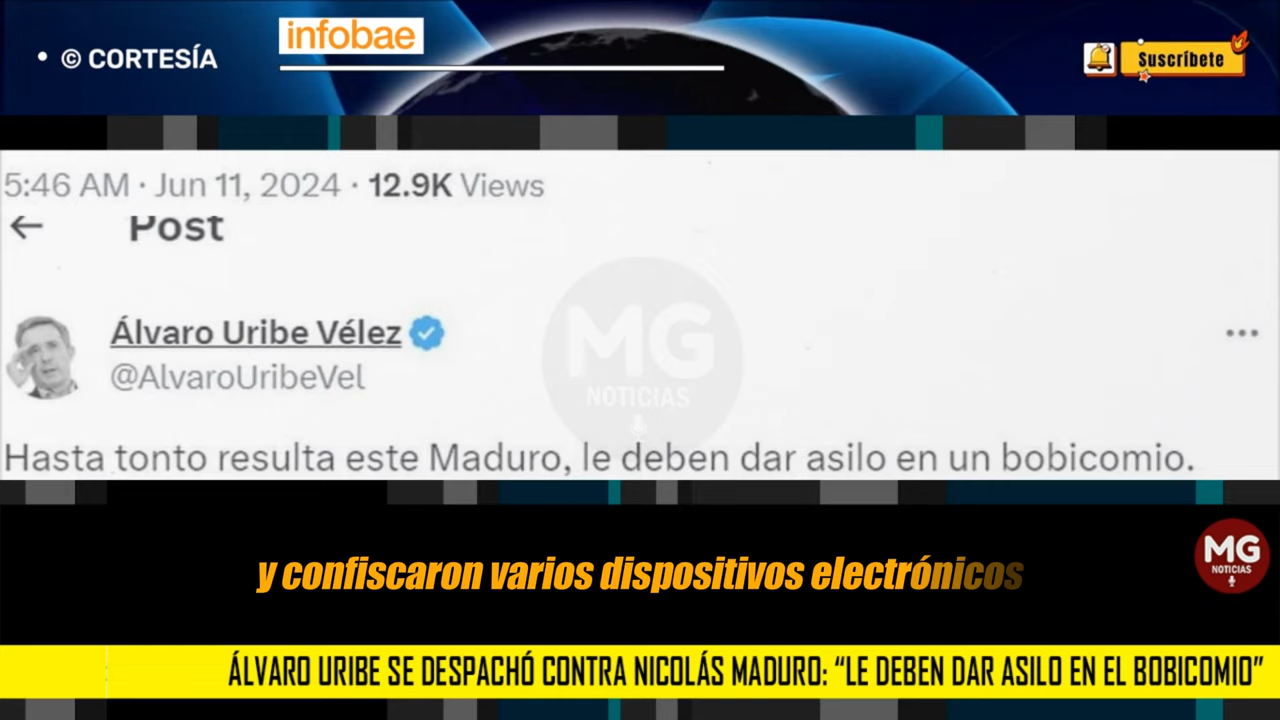 • © CORTESÍA
infobae
Suscríbete
5:46 AM · Jun 11, 2024 · 12.9K Views
← Post
Álvaro Uribe Vélez
@AlvaroUribeVel
MG
NOTICIAS
Hasta tonto resulta este Maduro, le deben dar asilo en un bobicomio.
y confiscaron varios dispositivos electrónicos
MG
NOTICIAS
ÁLVARO URIBE SE DESPACHÓ CONTRA NICOLÁS MADURO: “LE DEBEN DAR ASILO EN EL BOBICOMIO”